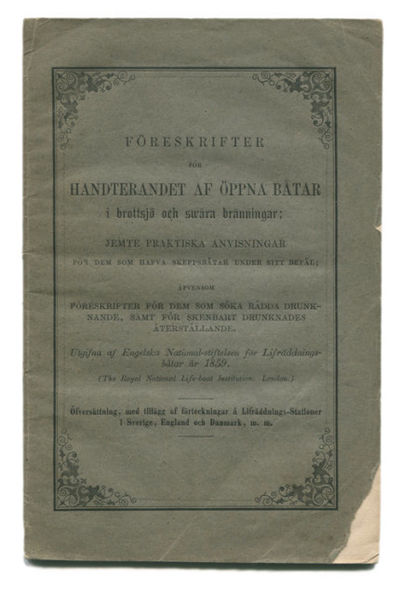 FÖRESKRIFTER
FÖR
HANDTERANDET AF ÖPPNA BÅTAR
i brottsjö och swåra bränningar;
JEMTE PRAKTISKA ANVISNINGAR
FÖR DEM SOM HAFVA SKEPPSBÅTAR UNDER SITT BEFÄL;
ÄFVENSOM
FÖRESKRIFTER FÖR DEM SOM SÖKA RÄDDA DRUNK-
NANDE, SAMT FÖR SKENBART DRUNKNADES
ÅTERSTÄLLANDE.
Utgifna af Engelska National-stiftelsen för Lifräddnings-
båtar år 1859.
(The Royal National Life-boat Institution. London.)
Öfversättning, med tillägg af förteckningar å Lifräddnings-Stationer
i Sverige, England och Danmark, m. m.